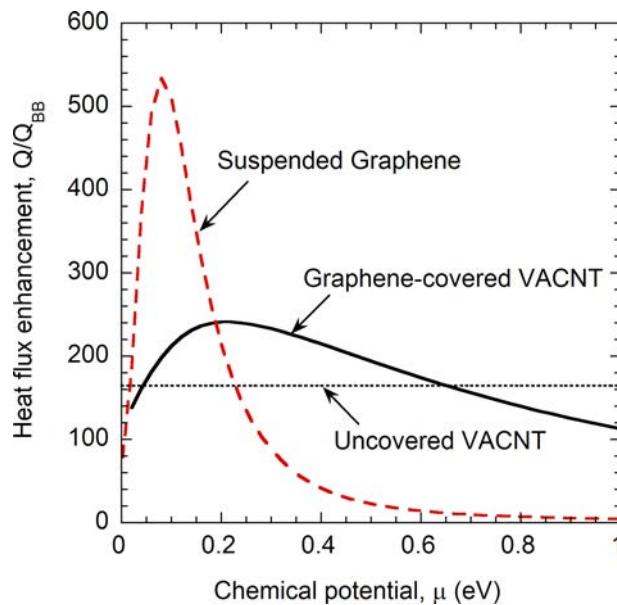 600
500
400
300
200
100
0
Heat flux enhancement, Q/Q_BB
Suspended Graphene
Graphene-covered VACNT
Uncovered VACNT
0 0.2 0.4 0.6 0.8 1
Chemical potential, μ (eV)